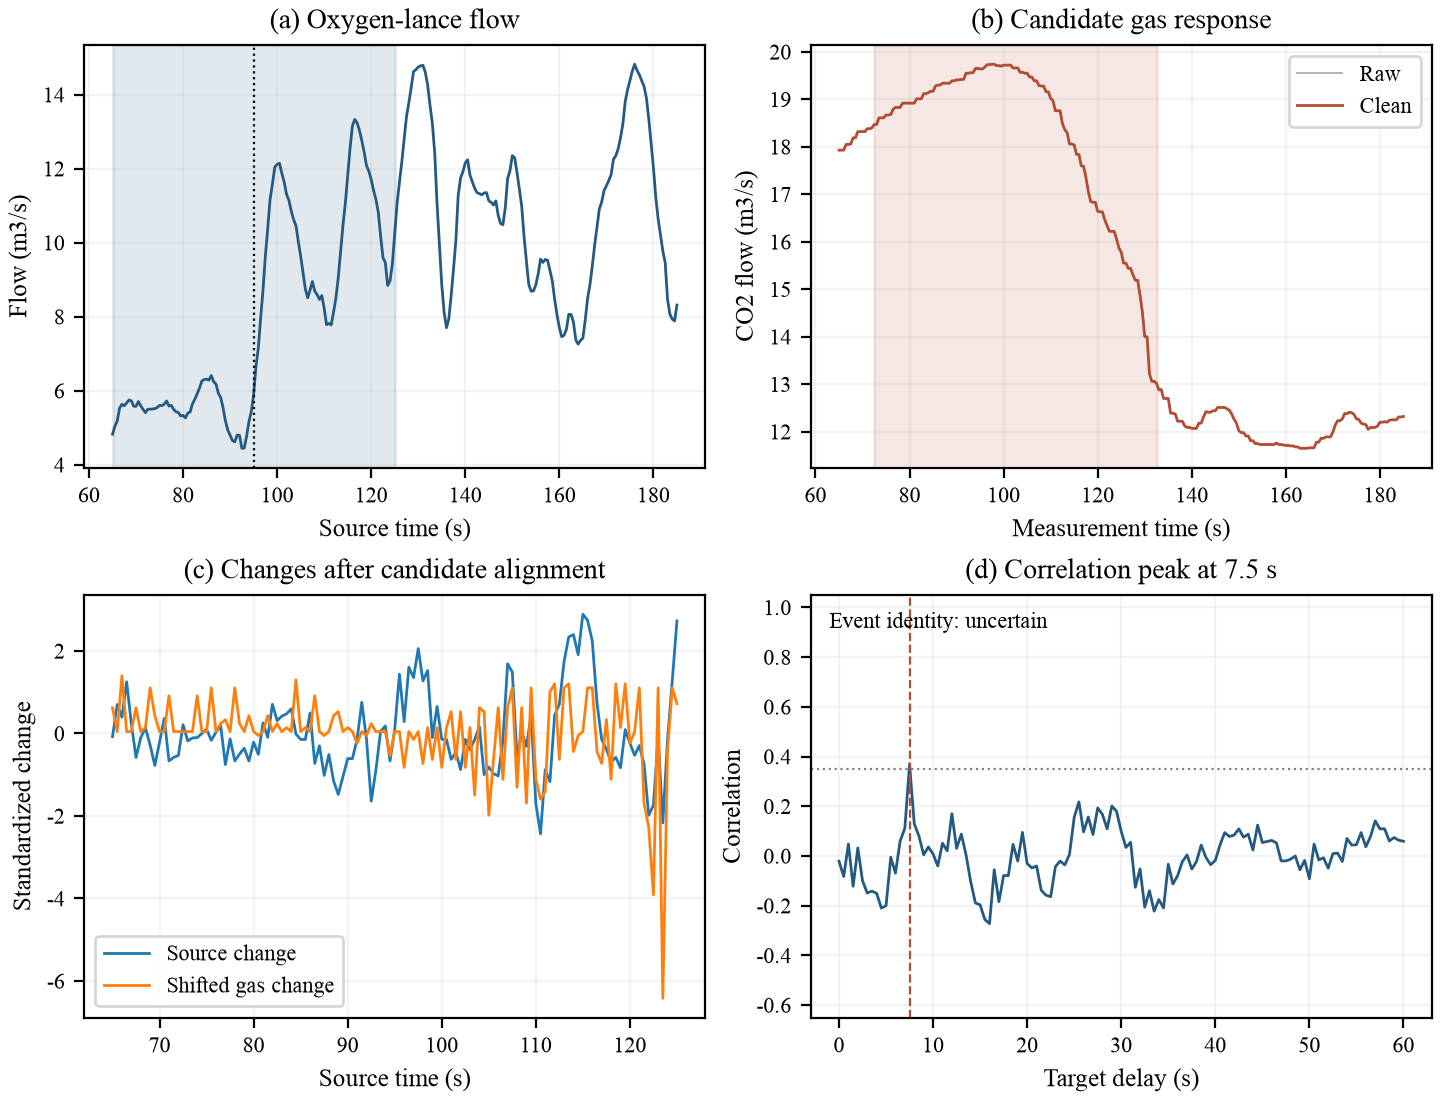 (a) Oxygen-lance flow
Flow (m3/s)
14
12
10
8
6
4
60 80 100 120 140 160 180
Source time (s)
(b) Candidate gas response
CO2 flow (m3/s)
20
19
18
17
16
15
14
13
12
Raw
Clean
60 80 100 120 140 160 180
Measurement time (s)
(c) Changes after candidate alignment
Standardized change
2
0
-2
-4
-6
Source change
Shifted gas change
70 80 90 100 110 120
Source time (s)
(d) Correlation peak at 7.5 s
Event identity: uncertain
Correlation
1.0
0.8
0.6
0.4
0.2
0.0
-0.2
-0.4
-0.6
0 10 20 30 40 50 60
Target delay (s)